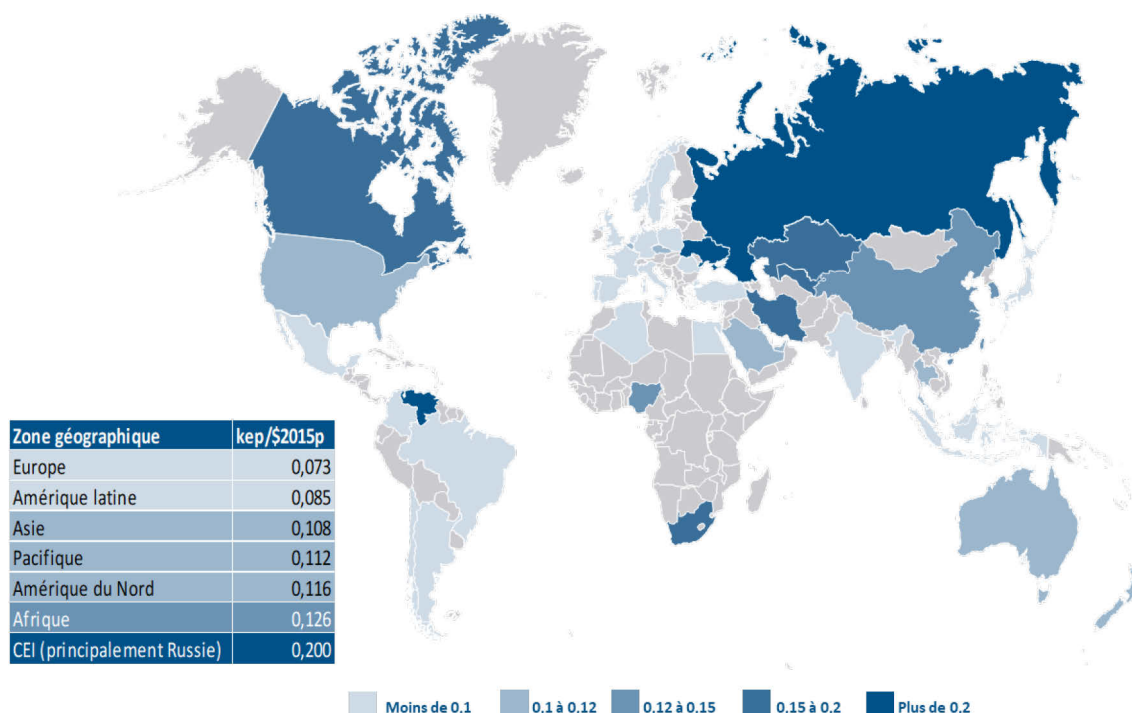 Zone géographique kep/$2015p
Europe 0,073
Amérique latine 0,085
Asie 0,108
Pacifique 0,112
Amérique du Nord 0,116
Afrique 0,126
CEI (principalement Russie) 0,200
Moins de 0,1 0,1 à 0,12 0,12 à 0,15 0,15 à 0,2 Plus de 0,2